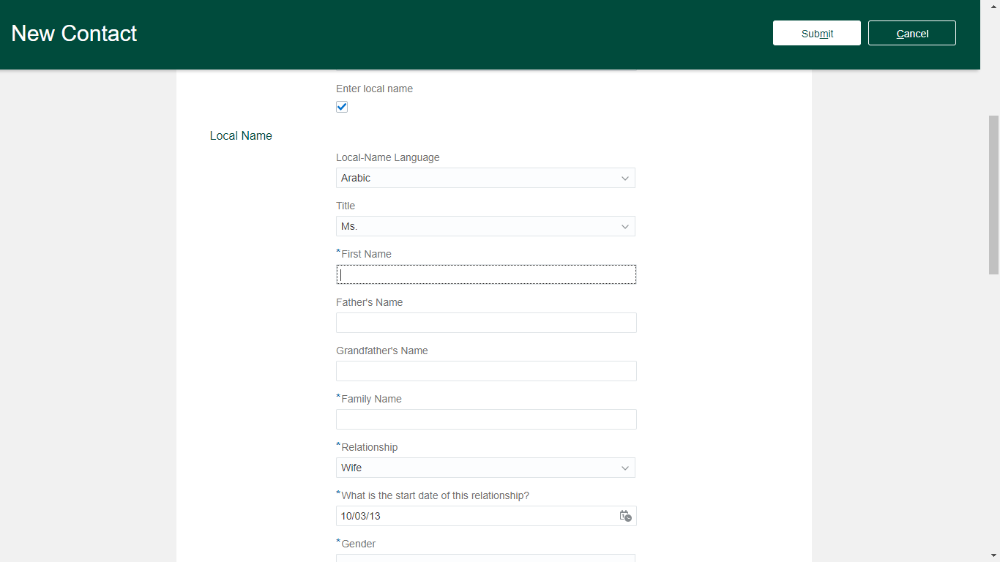 New Contact
Submit
Cancel
Enter local name
Local Name
Local-Name Language
Arabic
Title
Ms.
*First Name
Father's Name
Grandfather's Name
*Family Name
*Relationship
Wife
*What is the start date of this relationship?
10/03/13
*Gender